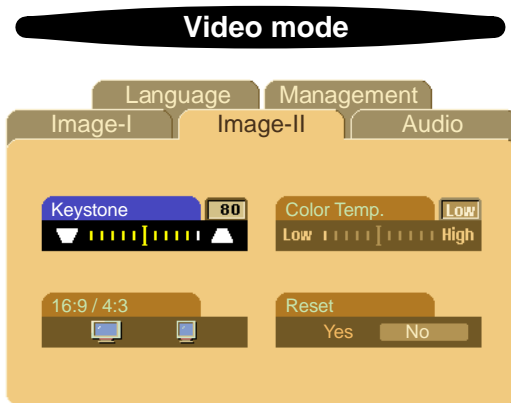 Video mode
Language Management
Image-I Image-II Audio
Keystone 80 Color Temp. Low
Low High
16:9 / 4:3 Reset
Yes No